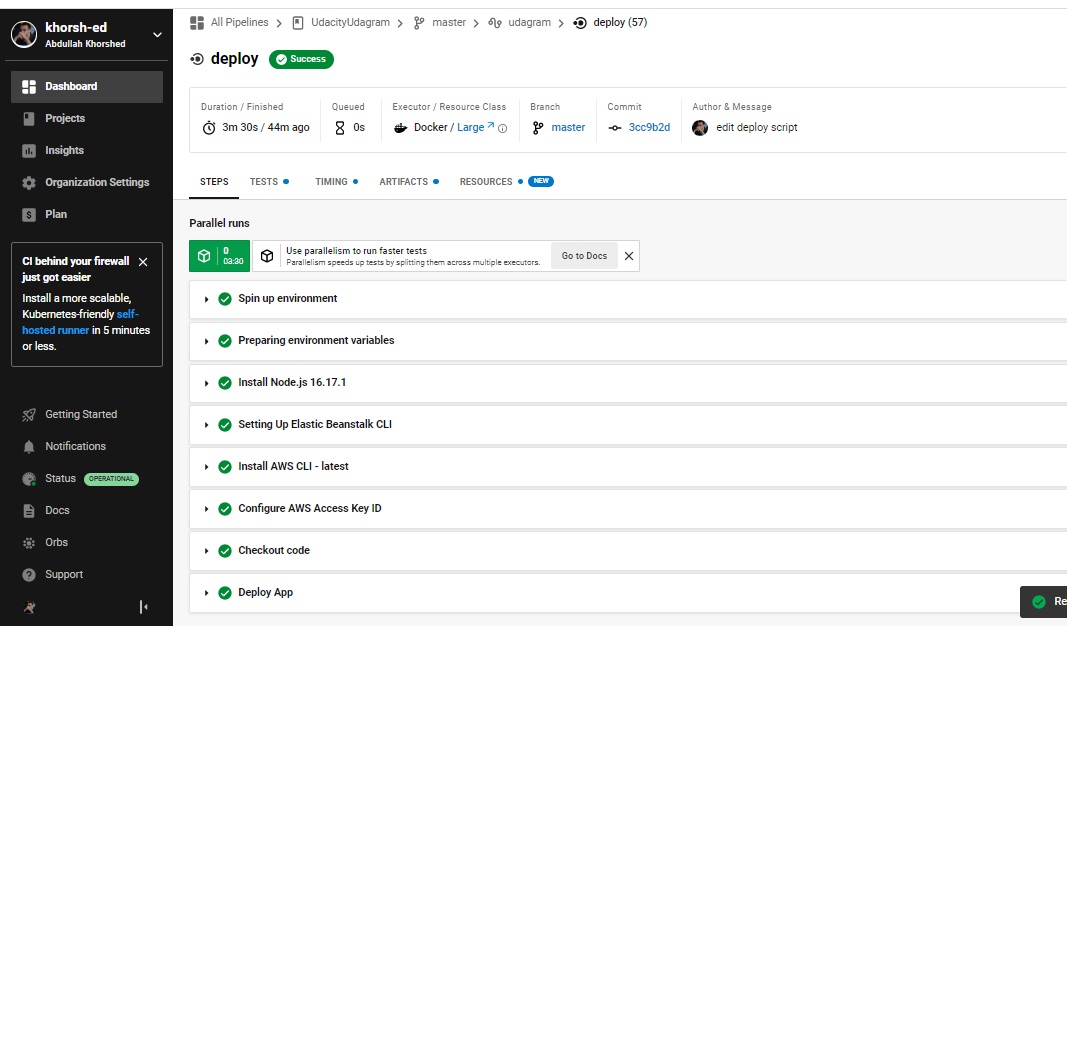 khorsh-ed
Abdullah Khorshed
Dashboard
Projects
Insights
Organization Settings
Plan
CI behind your firewall
just got easier
Install a more scalable,
Kubernetes-friendly self-
hosted runner in 5 minutes
or less.
Getting Started
Notifications
Status OPERATIONAL
Docs
Orbs
Support
All Pipelines UdacityUdagram master udagram deploy (57)
deploy Success
Duration / Finished Queued Executor / Resource Class Branch Commit Author & Message
3m 30s / 44m ago 0s Docker / Large master 3cc9b2d edit deploy script
STEPS TESTS TIMING ARTIFACTS RESOURCES NEW
Parallel runs
0
03:30
Use parallelism to run faster tests
Parallelism speeds up tests by splitting them across multiple executors.
Go to Docs
Spin up environment
Preparing environment variables
Install Node.js 16.17.1
Setting Up Elastic Beanstalk CLI
Install AWS CLI - latest
Configure AWS Access Key ID
Checkout code
Deploy App
Re